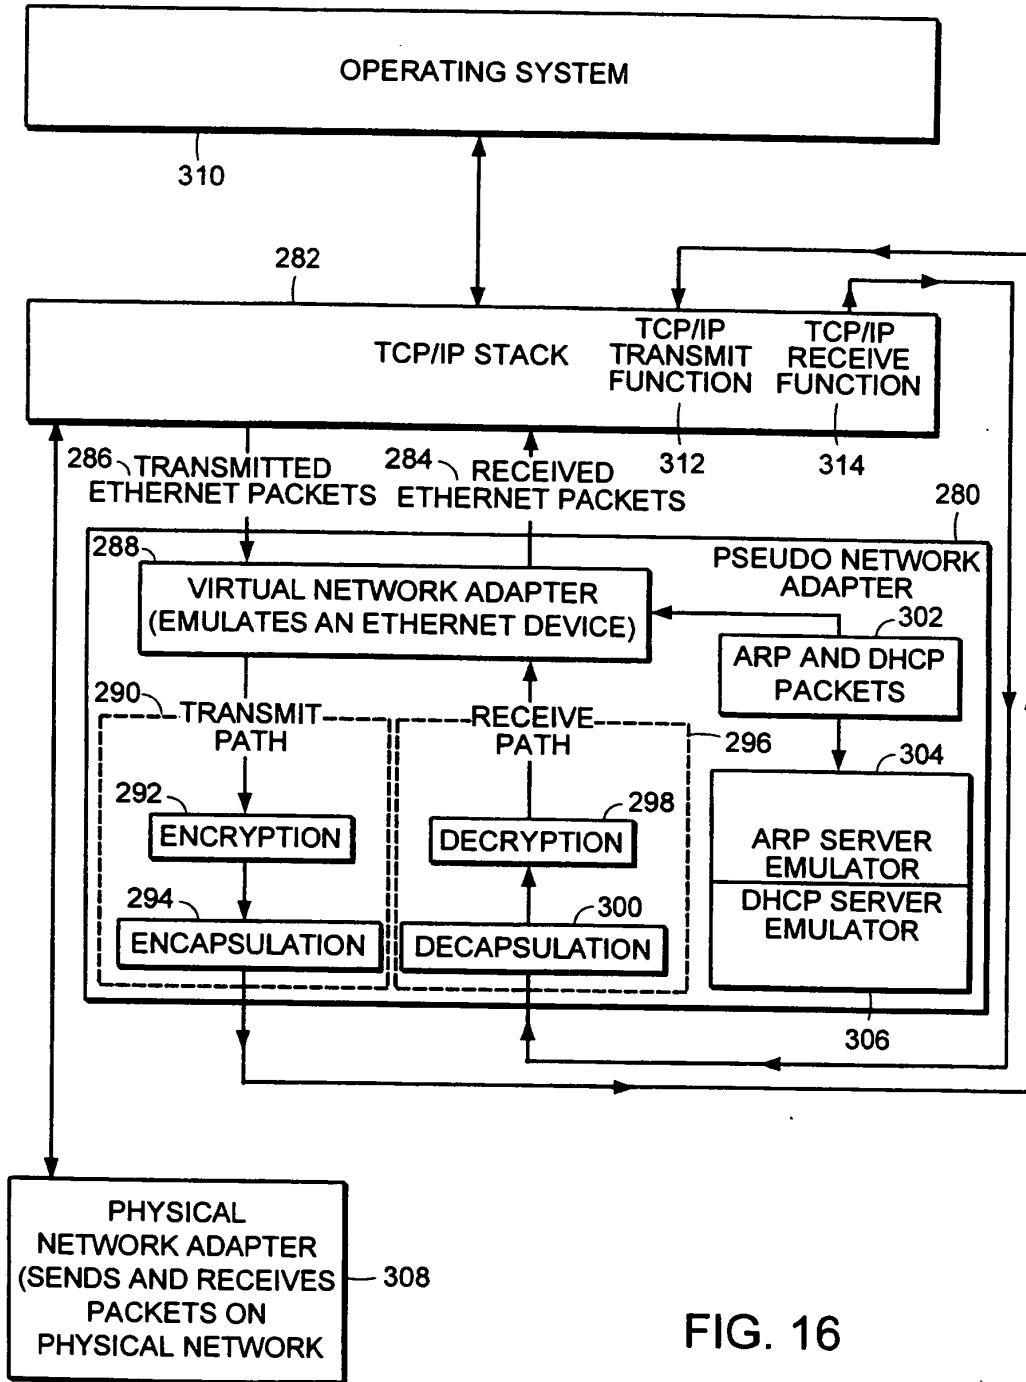 OPERATING SYSTEM
310
282
TCP/IP STACK
TCP/IP
TRANSMIT
FUNCTION
TCP/IP
RECEIVE
FUNCTION
312
314
286 TRANSMITTED
ETHERNET PACKETS
284 RECEIVED
ETHERNET PACKETS
280
288
VIRTUAL NETWORK ADAPTER
(EMULATES AN ETHERNET DEVICE)
PSEUDO NETWORK
ADAPTER
302
ARP AND DHCP
PACKETS
290
TRANSMIT
PATH
RECEIVE
PATH
296
292
ENCRYPTION
298
DECRYPTION
304
ARP SERVER
EMULATOR
DHCP SERVER
EMULATOR
306
294
ENCAPSULATION
300
DECAPSULATION
PHYSICAL
NETWORK ADAPTER
(SENDS AND RECEIVES
PACKETS ON
PHYSICAL NETWORK
308
FIG. 16